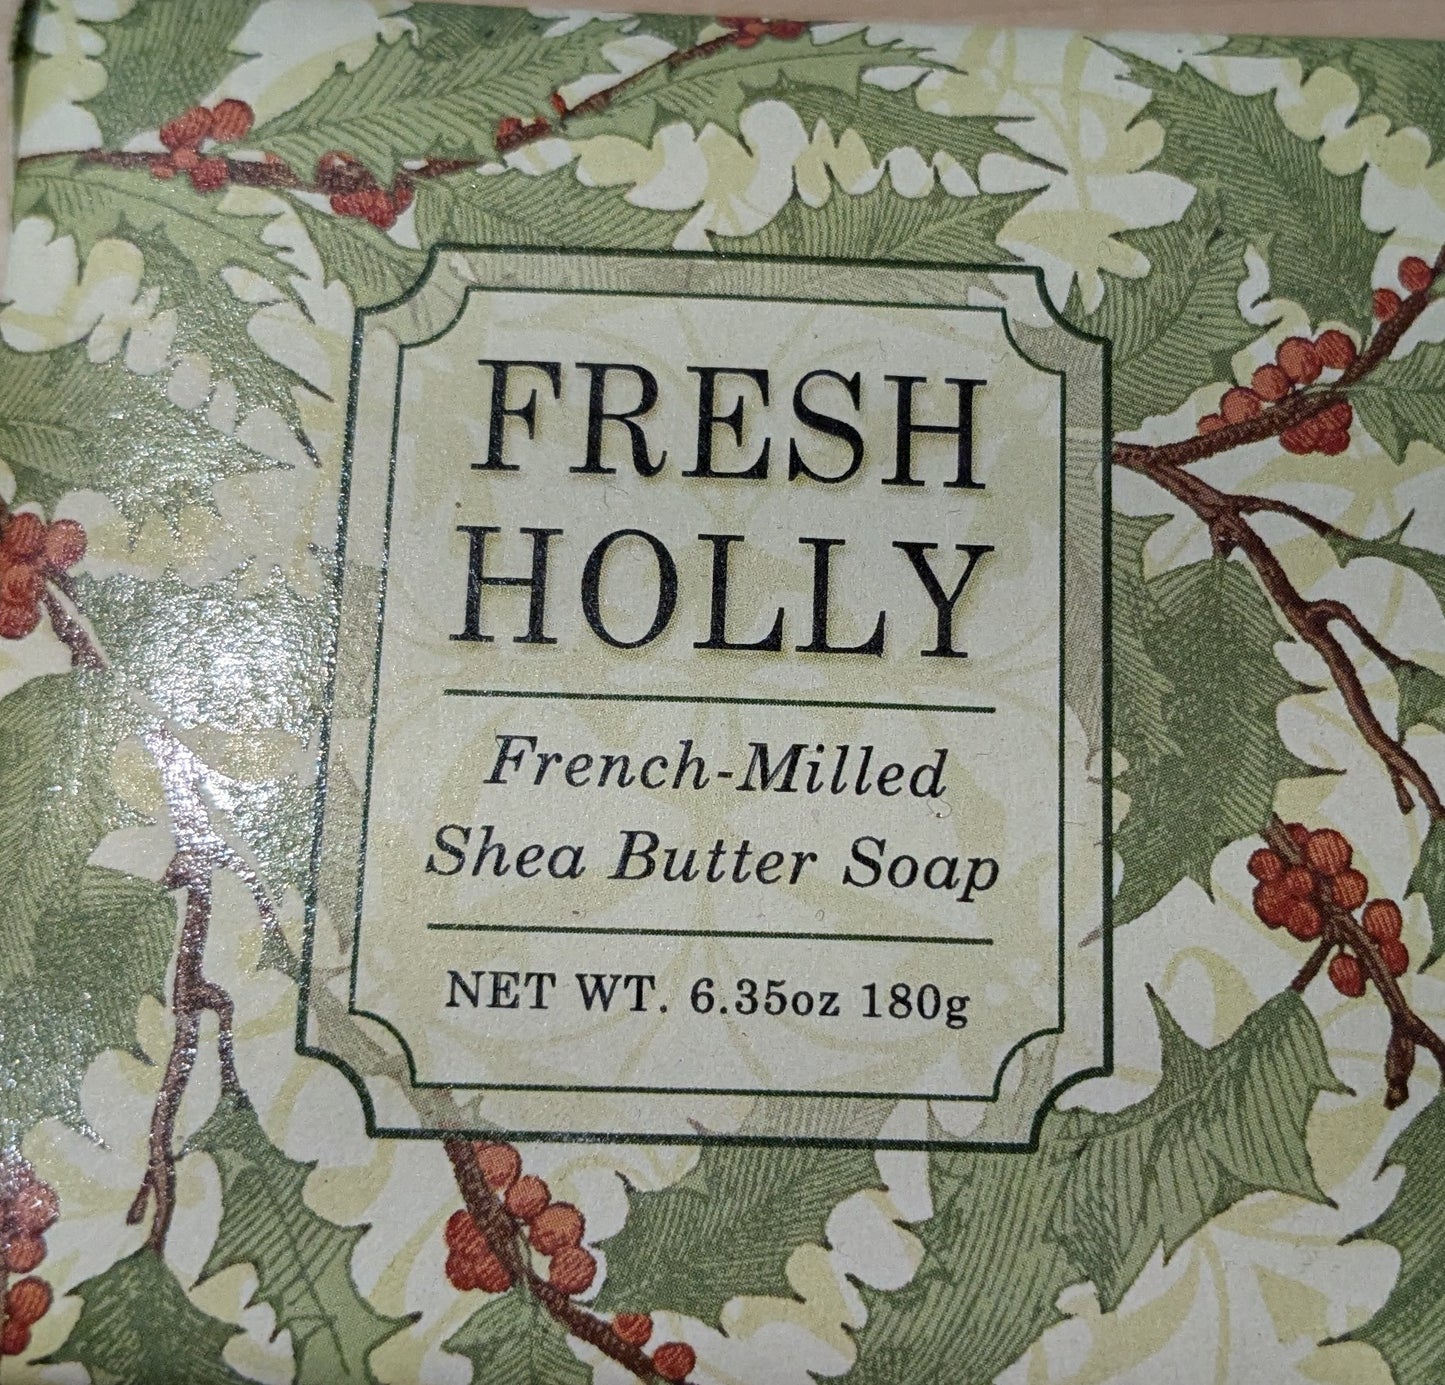 FRESH
HOLLY
French-Milled
Shea Butter Soap
NET WT. 6.35oz 180g